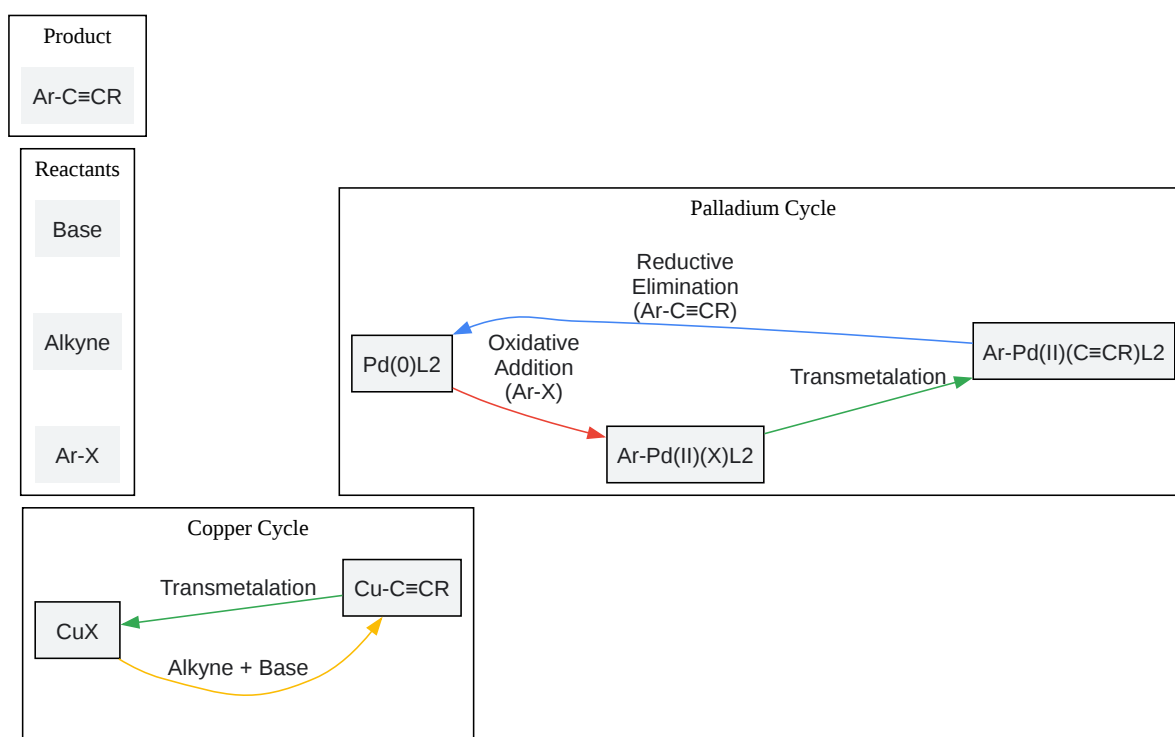 Product
Ar-C≡CR
Reactants
Base
Alkyne
Ar-X
Palladium Cycle
Reductive
Elimination
(Ar-C≡CR)
Pd(0)L2
Oxidative
Addition
(Ar-X)
Transmetalation
Ar-Pd(II)(C≡CR)L2
Ar-Pd(II)(X)L2
Copper Cycle
Transmetalation
Cu-C≡CR
CuX
Alkyne + Base